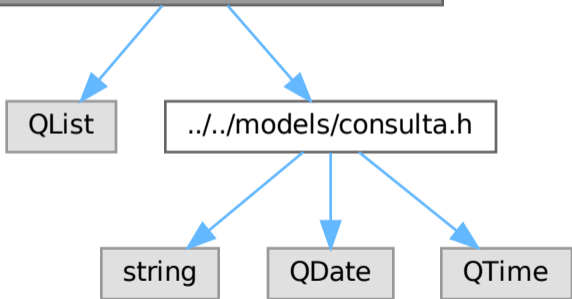 QList
../../models/consulta.h
string
QDate
QTime